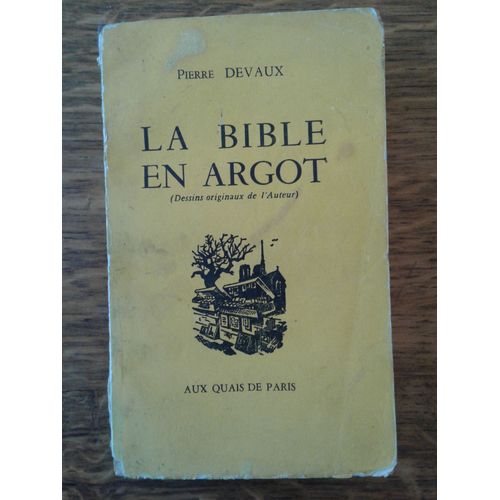 PIERRE DEVAUX
LA BIBLE
EN ARGOT
(Dessins originaux de l'Auteur)
AUX QUAIS DE PARIS